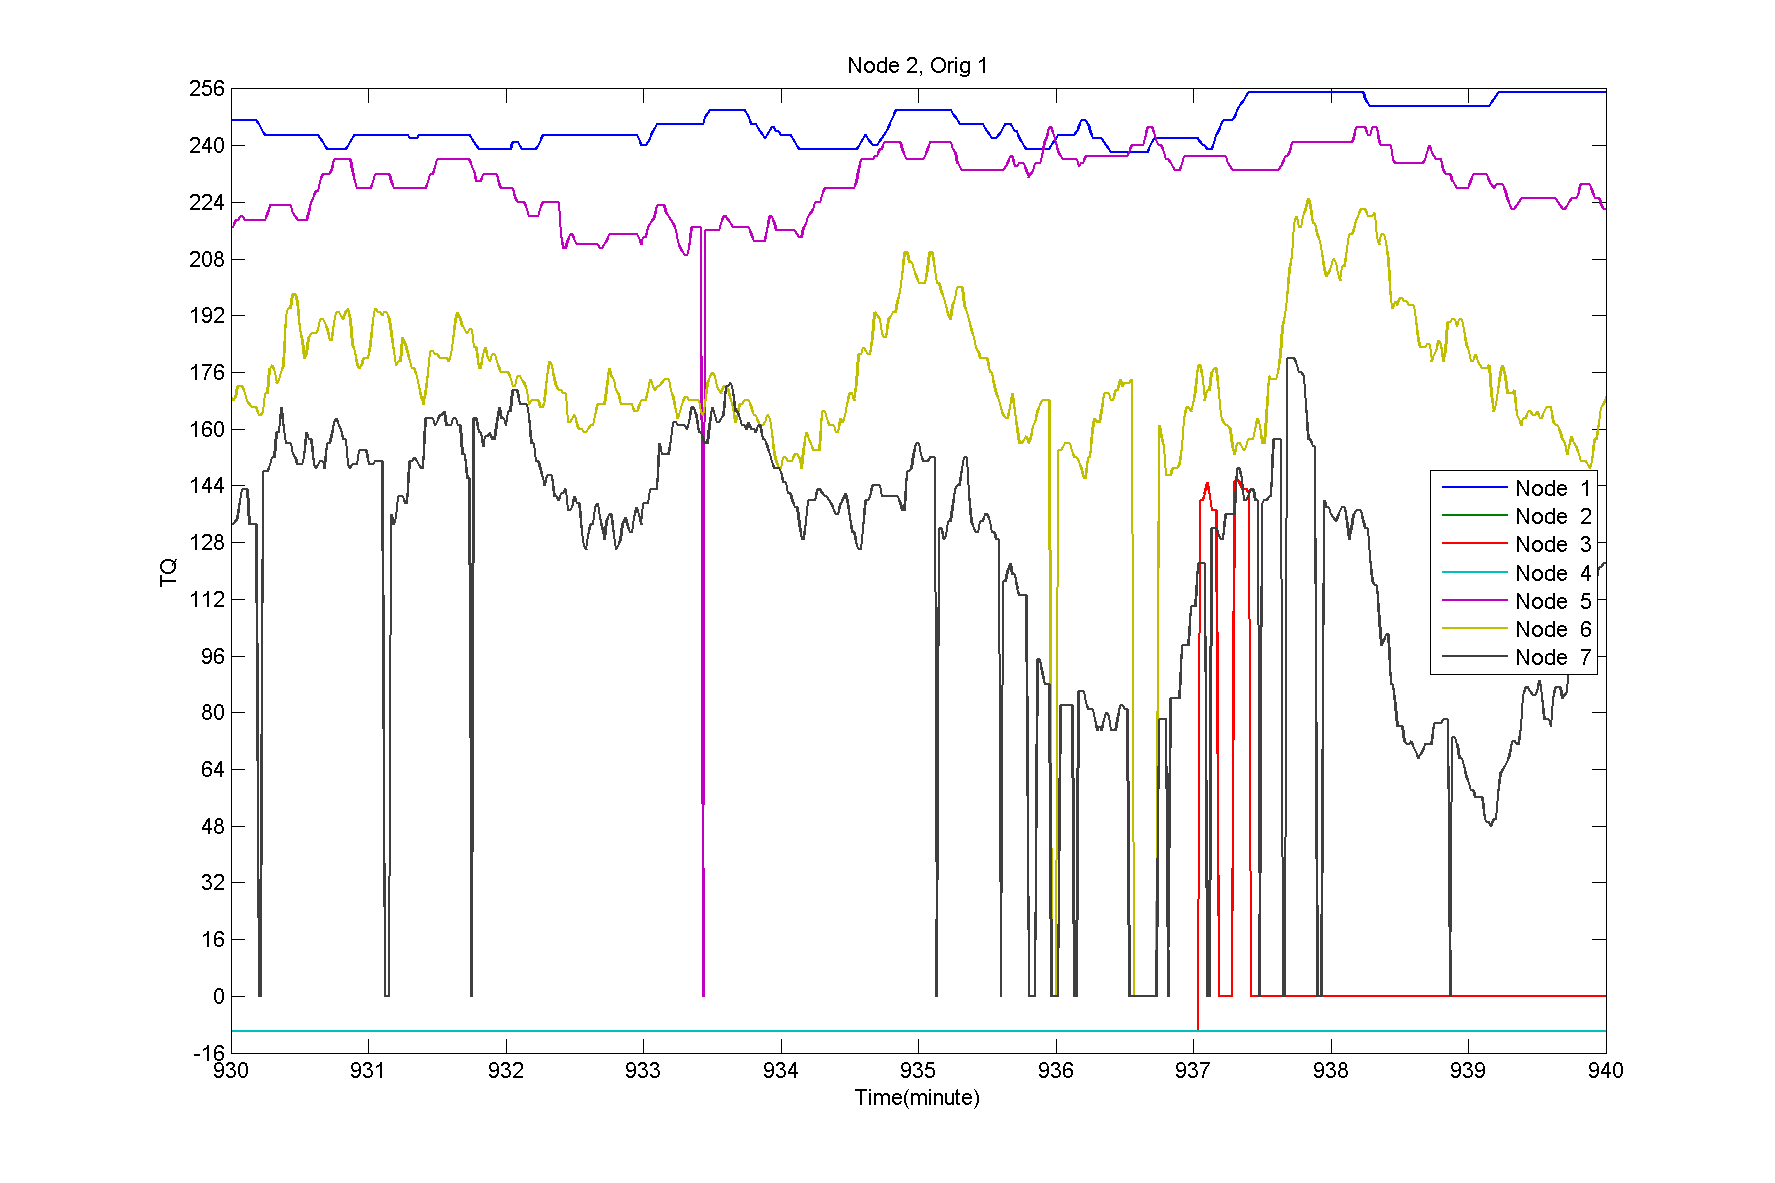 Node 2, Orig 1
256
240
224
208
192
176
160
144
128
112
96
80
64
48
32
16
0
-16
TQ
Node 1
Node 2
Node 3
Node 4
Node 5
Node 6
Node 7
930 931 932 933 934 935 936 937 938 939 940
Time(minute)